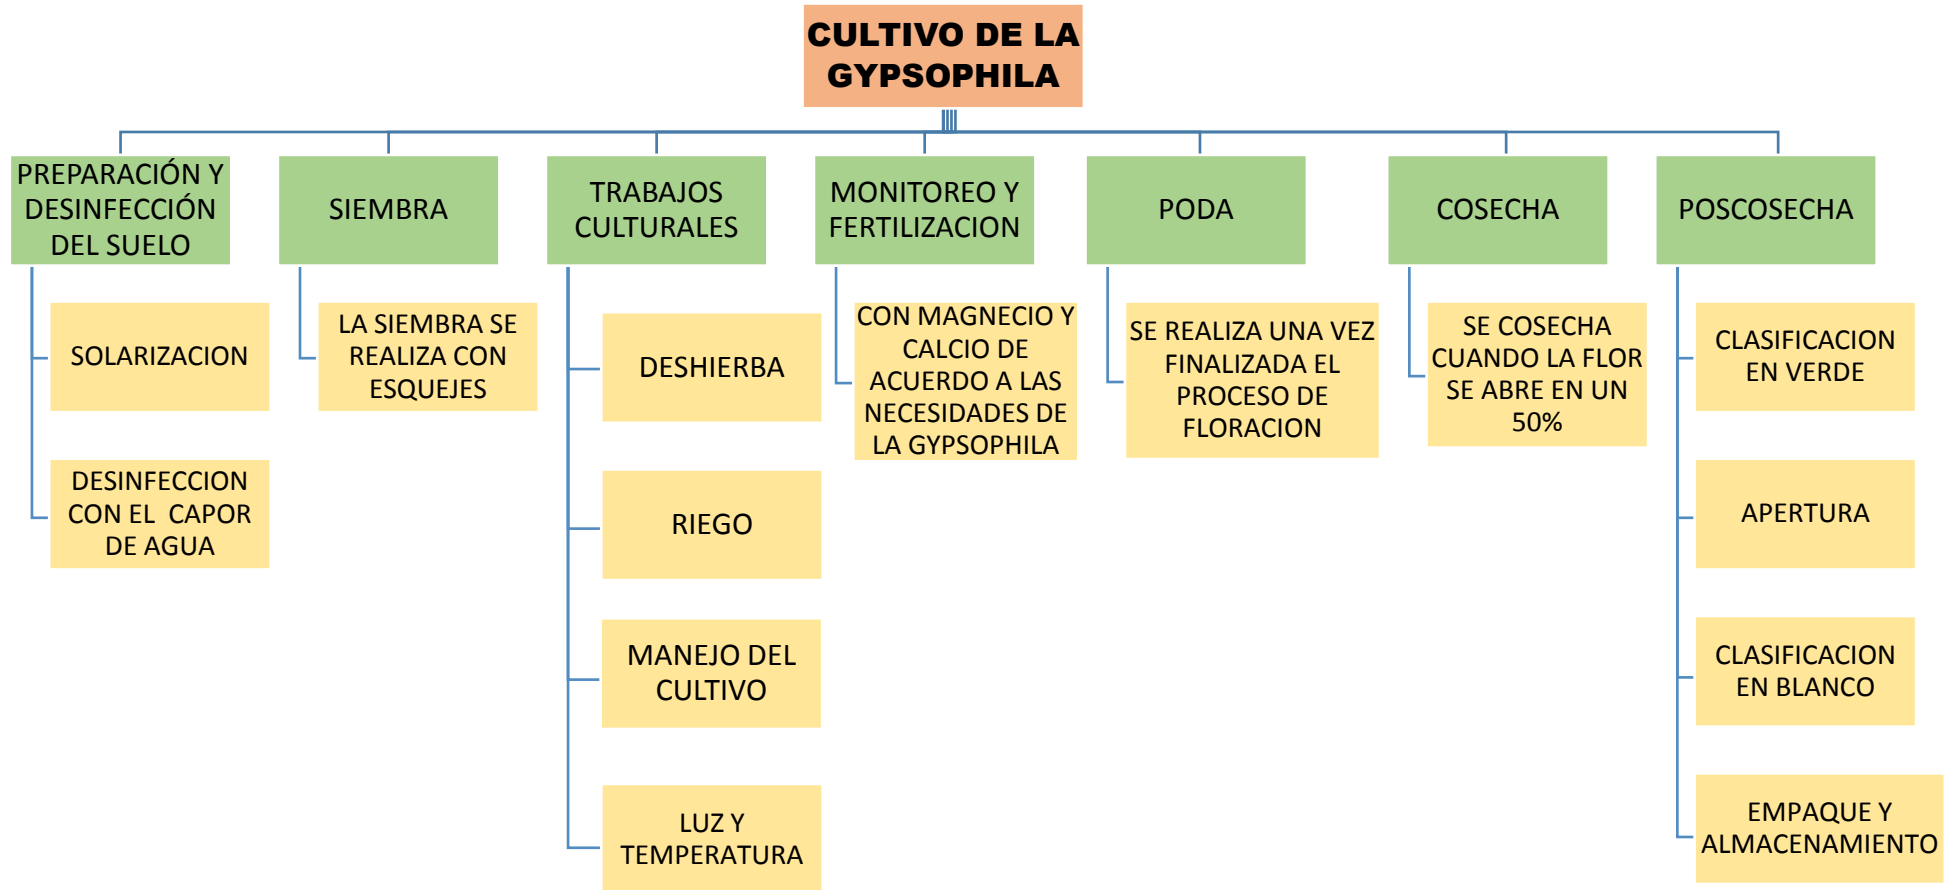 CULTIVO DE LA
GYPSOPHILA
PREPARACIÓN Y
DESINFECCIÓN
DEL SUELO
SOLARIZACION
DESINFECCION
CON EL CAPOR
DE AGUA
SIEMBRA
LA SIEMBRA SE
REALIZA CON
ESQUEJES
TRABAJOS
CULTURALES
DESHIERBA
RIEGO
MANEJO DEL
CULTIVO
LUZ Y
TEMPERATURA
MONITOREO Y
FERTILIZACION
CON MAGNECIO Y
CALCIO DE
ACUERDO A LAS
NECESIDADES DE
LA GYPSOPHILA
PODA
SE REALIZA UNA VEZ
FINALIZADA EL
PROCESO DE
FLORACION
COSECHA
SE COSECHA
CUANDO LA FLOR
SE ABRE EN UN
50%
POSCOSECHA
CLASIFICACION
EN VERDE
APERTURA
CLASIFICACION
EN BLANCO
EMPAQUE Y
ALMACENAMIENTO